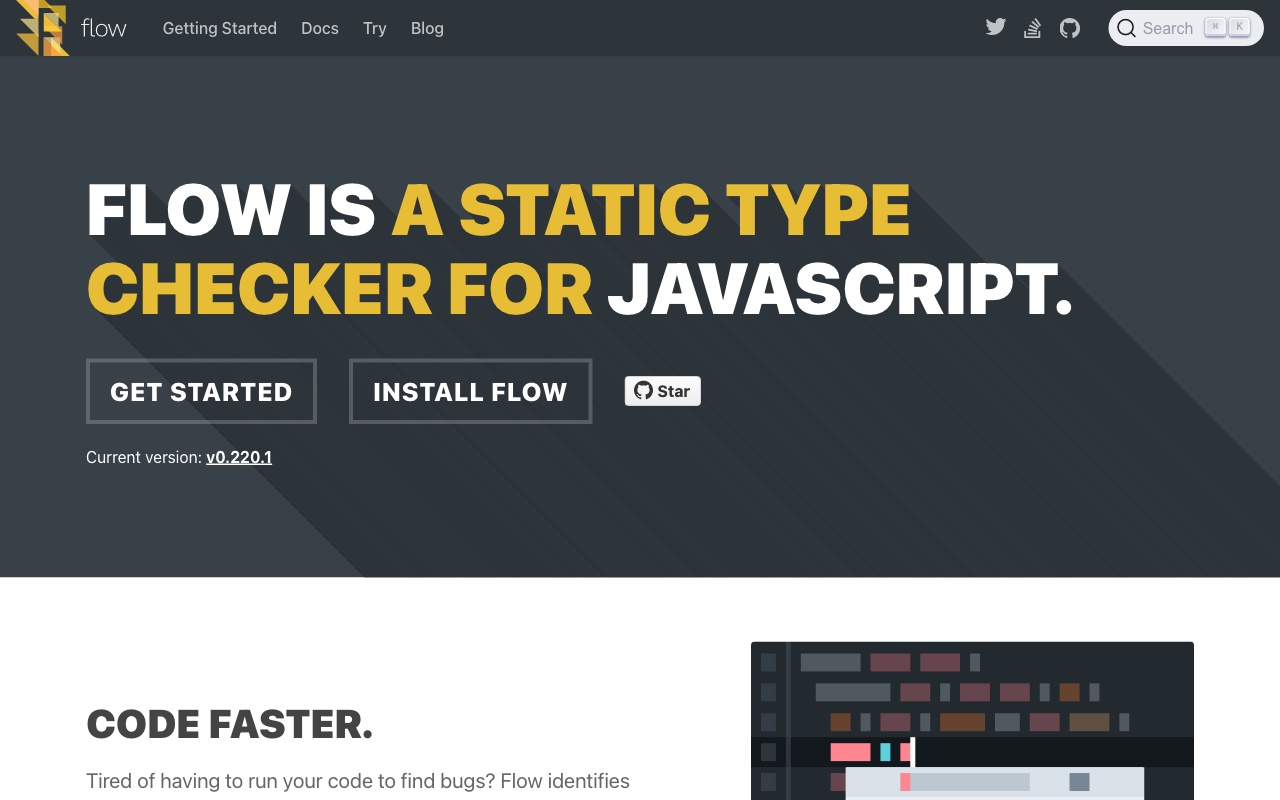 flow
Getting Started
Docs
Try
Blog
Search
⌘ K
FLOW IS A STATIC TYPE
CHECKER FOR JAVASCRIPT.
GET STARTED
INSTALL FLOW
Star
Current version: v0.220.1
CODE FASTER.
Tired of having to run your code to find bugs? Flow identifies